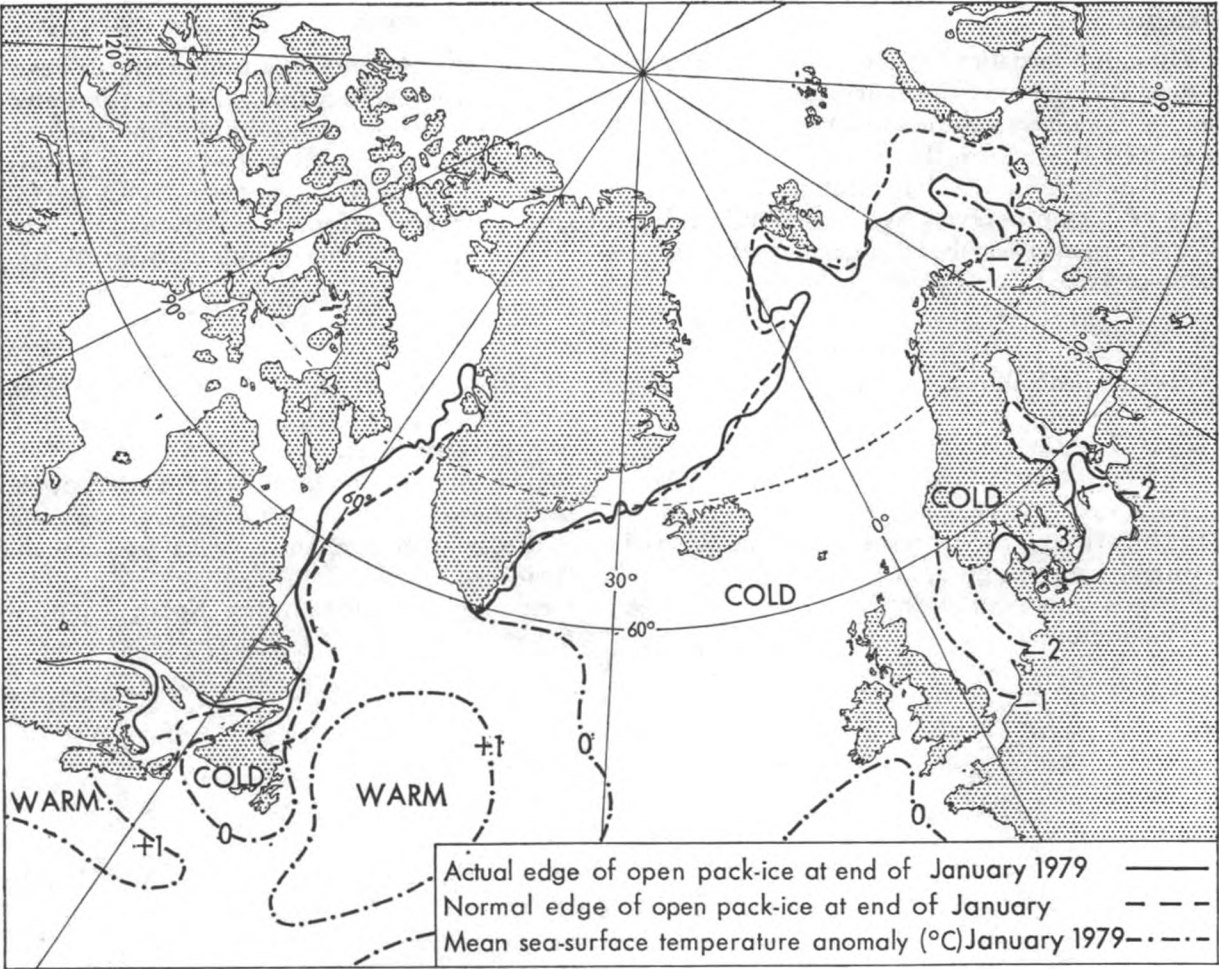 120°
60°
90°
2
1
30°
COLD
2
60°
3
0°
30°
COLD
60°
2
1
+1
0
COLD
WARM
WARM
0
0
+1
Actual edge of open pack-ice at end of January 1979
Normal edge of open pack-ice at end of January
Mean sea-surface temperature anomaly (°C) January 1979